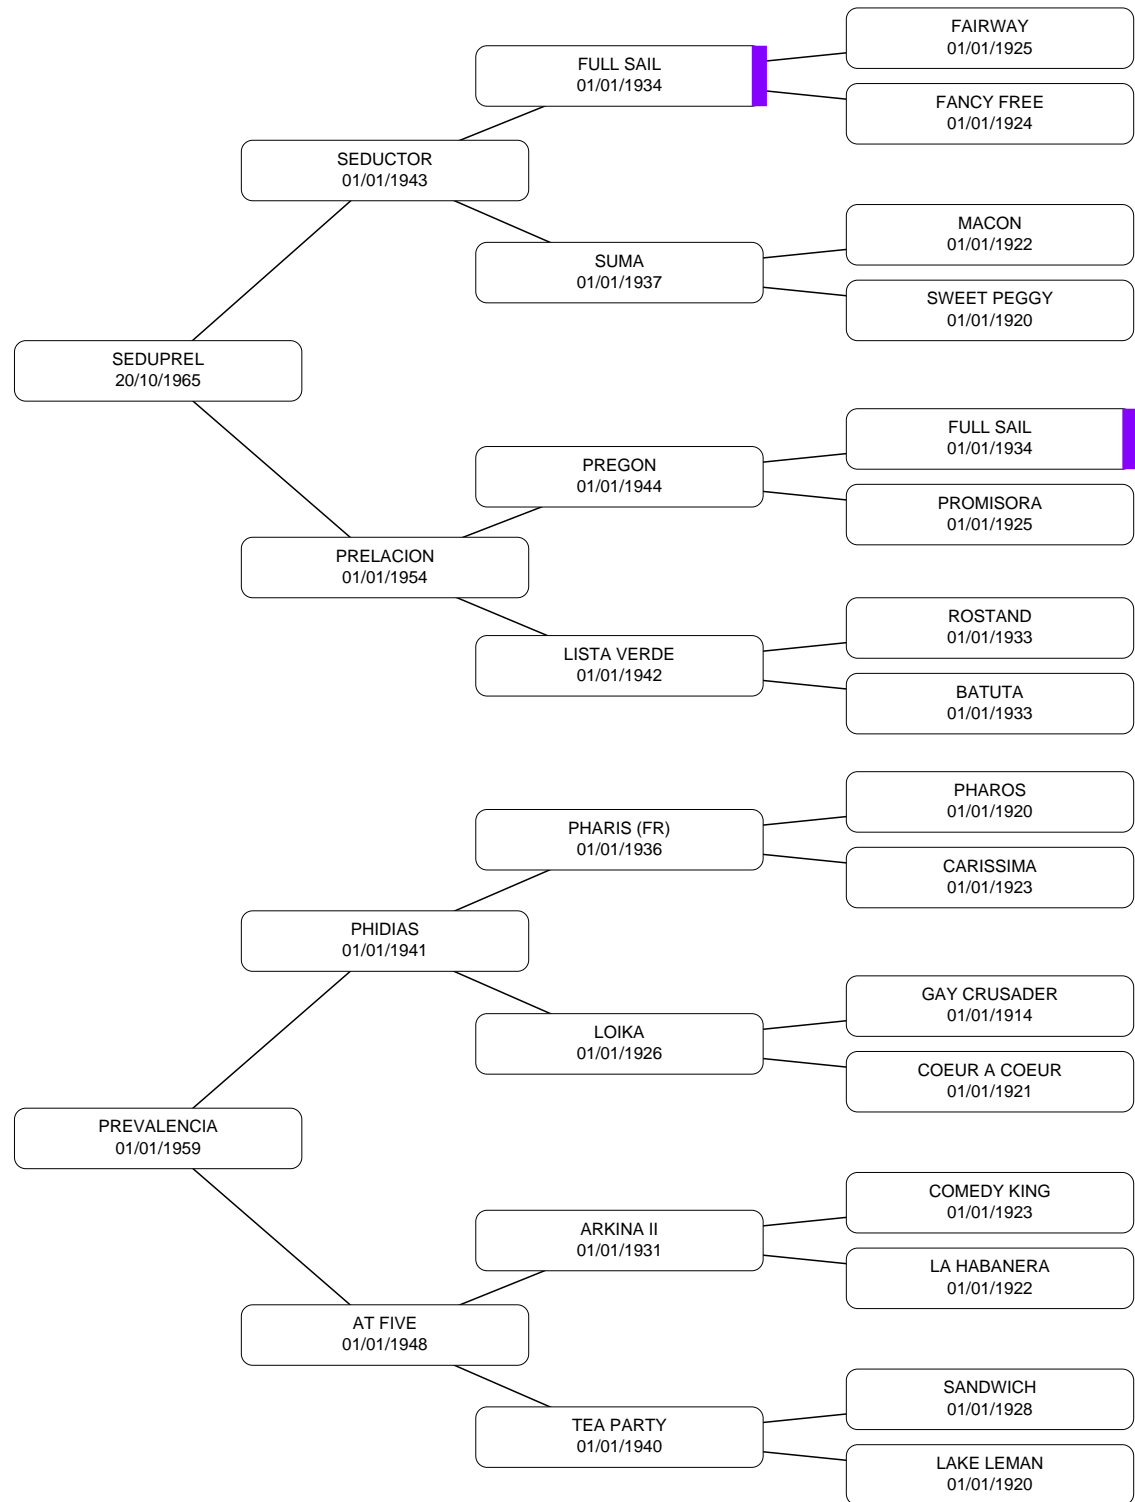 FAIRWAY
01/01/1925
FULL SAIL
01/01/1934
FANCY FREE
01/01/1924
SEDUCTOR
01/01/1943
MACON
01/01/1922
SUMA
01/01/1937
SWEET PEGGY
01/01/1920
SEDUPREL
20/10/1965
FULL SAIL
01/01/1934
PREGON
01/01/1944
PROMISORA
01/01/1925
PRELACION
01/01/1954
ROSTAND
01/01/1933
LISTA VERDE
01/01/1942
BATUTA
01/01/1933
PHAROS
01/01/1920
PHARIS (FR)
01/01/1936
CARISSIMA
01/01/1923
PHIDIAS
01/01/1941
GAY CRUSADER
01/01/1914
LOIKA
01/01/1926
COEUR A COEUR
01/01/1921
PREVALENCIA
01/01/1959
COMEDY KING
01/01/1923
ARKINA II
01/01/1931
LA HABANERA
01/01/1922
AT FIVE
01/01/1948
SANDWICH
01/01/1928
TEA PARTY
01/01/1940
LAKE LEMAN
01/01/1920